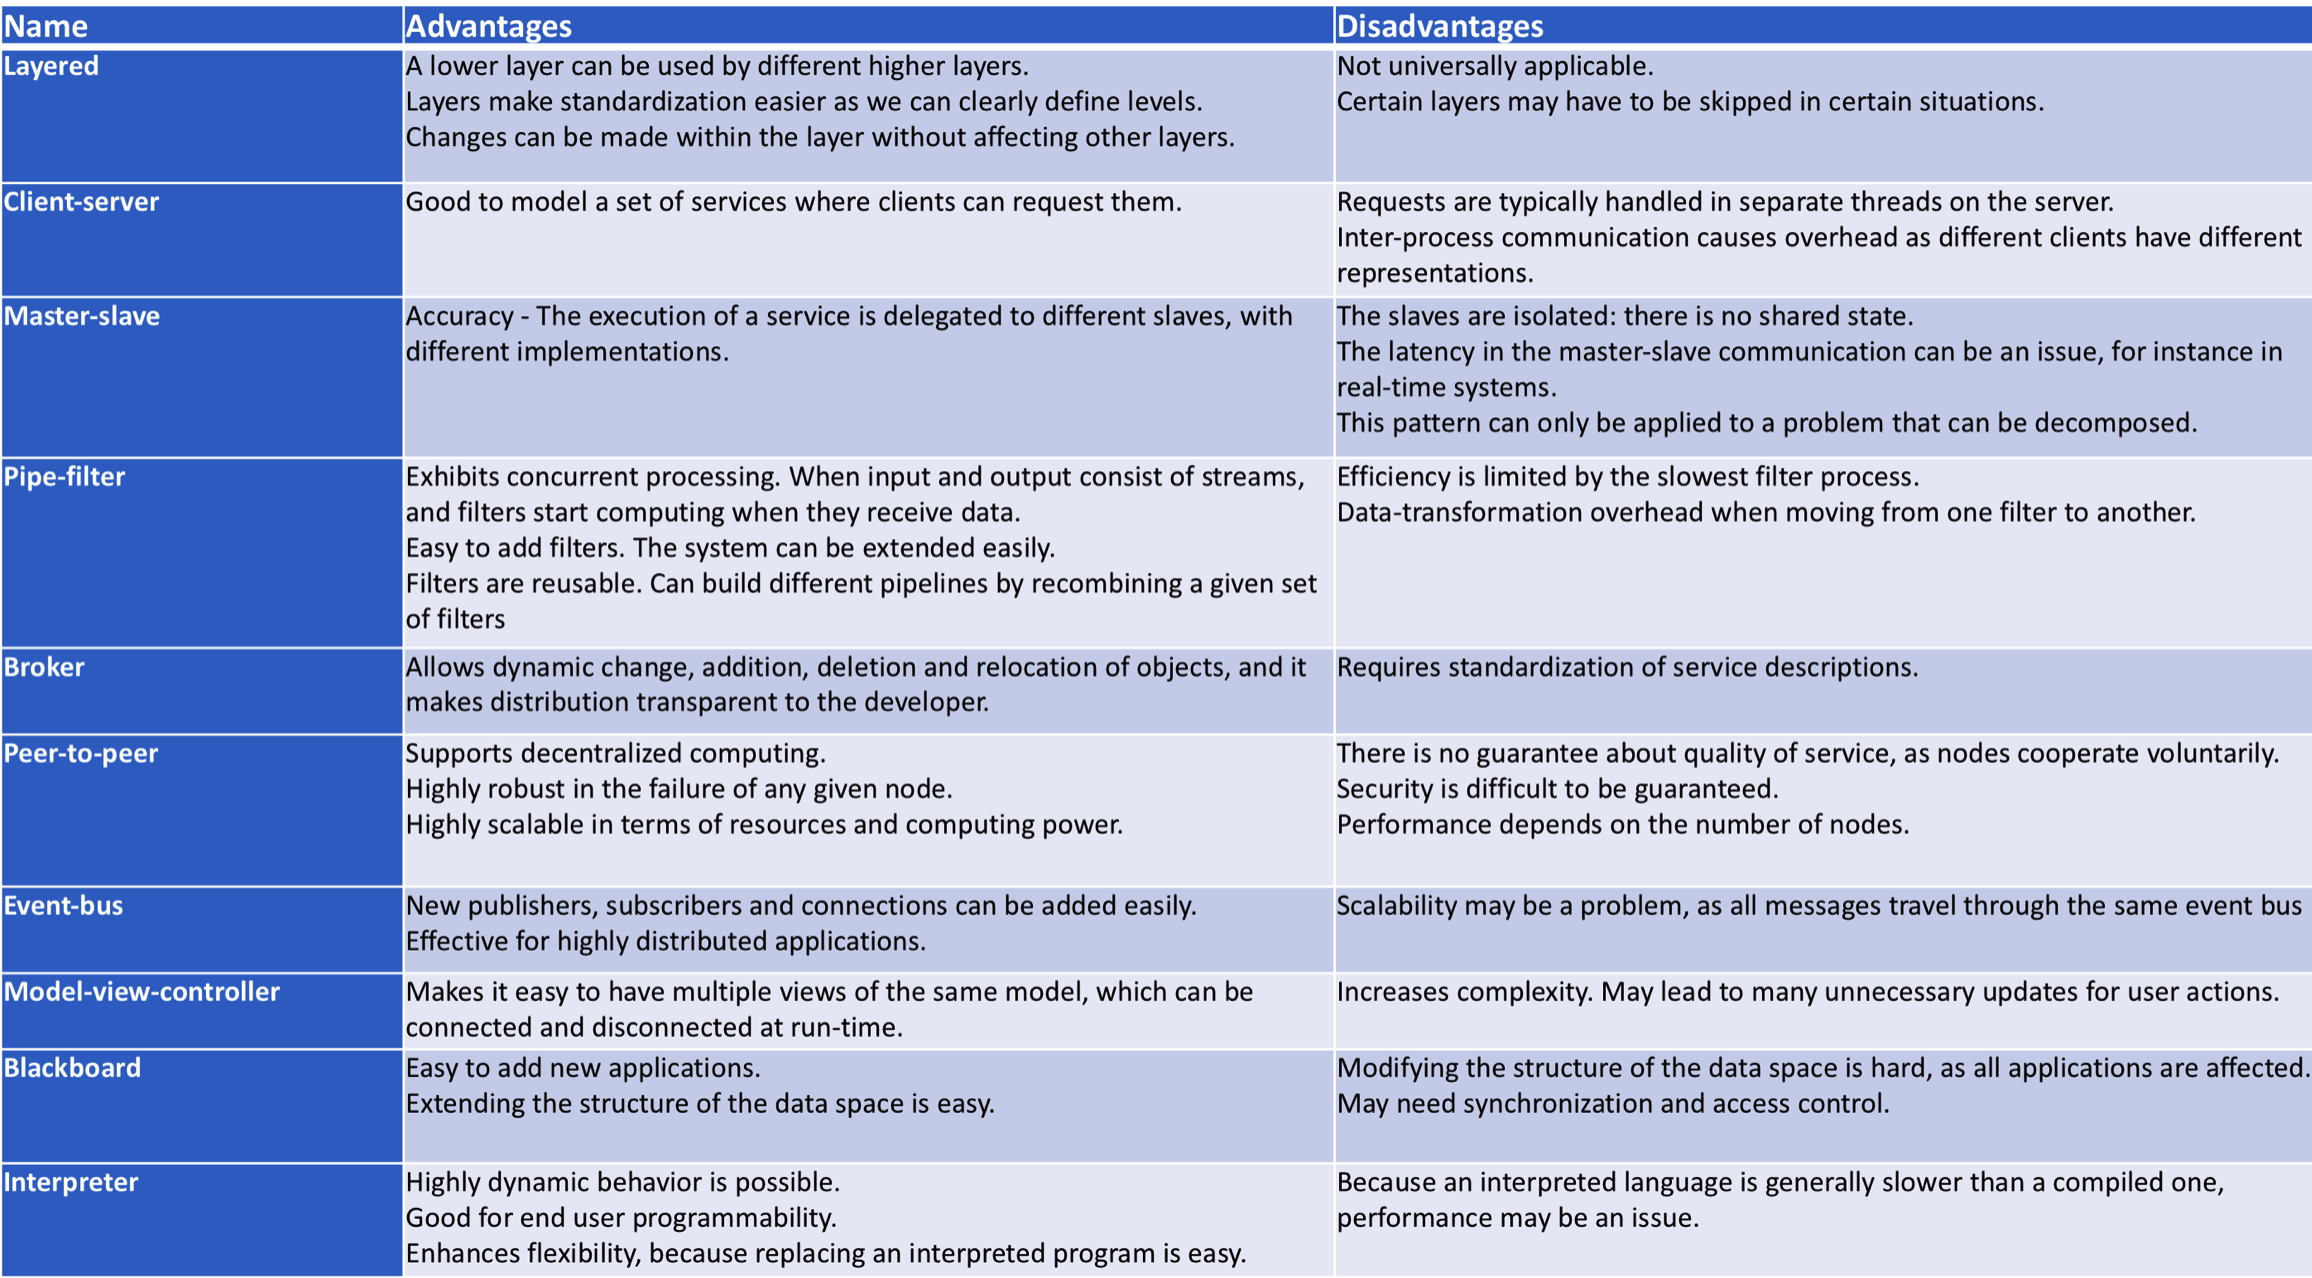 Name
Advantages
Disadvantages
Layered
A lower layer can be used by different higher layers.
Layers make standardization easier as we can clearly define levels.
Changes can be made within the layer without affecting other layers.
Not universally applicable.
Certain layers may have to be skipped in certain situations.
Client-server
Good to model a set of services where clients can request them.
Requests are typically handled in separate threads on the server.
Inter-process communication causes overhead as different clients have different
representations.
Master-slave
Accuracy - The execution of a service is delegated to different slaves, with
different implementations.
The slaves are isolated: there is no shared state.
The latency in the master-slave communication can be an issue, for instance in
real-time systems.
This pattern can only be applied to a problem that can be decomposed.
Pipe-filter
Exhibits concurrent processing. When input and output consist of streams,
and filters start computing when they receive data.
Easy to add filters. The system can be extended easily.
Filters are reusable. Can build different pipelines by recombining a given set
of filters
Efficiency is limited by the slowest filter process.
Data-transformation overhead when moving from one filter to another.
Broker
Allows dynamic change, addition, deletion and relocation of objects, and it
makes distribution transparent to the developer.
Requires standardization of service descriptions.
Peer-to-peer
Supports decentralized computing.
Highly robust in the failure of any given node.
Highly scalable in terms of resources and computing power.
There is no guarantee about quality of service, as nodes cooperate voluntarily.
Security is difficult to be guaranteed.
Performance depends on the number of nodes.
Event-bus
New publishers, subscribers and connections can be added easily.
Effective for highly distributed applications.
Scalability may be a problem, as all messages travel through the same event bus
Model-view-controller
Makes it easy to have multiple views of the same model, which can be
connected and disconnected at run-time.
Increases complexity. May lead to many unnecessary updates for user actions.
Blackboard
Easy to add new applications.
Extending the structure of the data space is easy.
Modifying the structure of the data space is hard, as all applications are affected.
May need synchronization and access control.
Interpreter
Highly dynamic behavior is possible.
Good for end user programmability.
Enhances flexibility, because replacing an interpreted program is easy.
Because an interpreted language is generally slower than a compiled one,
performance may be an issue.